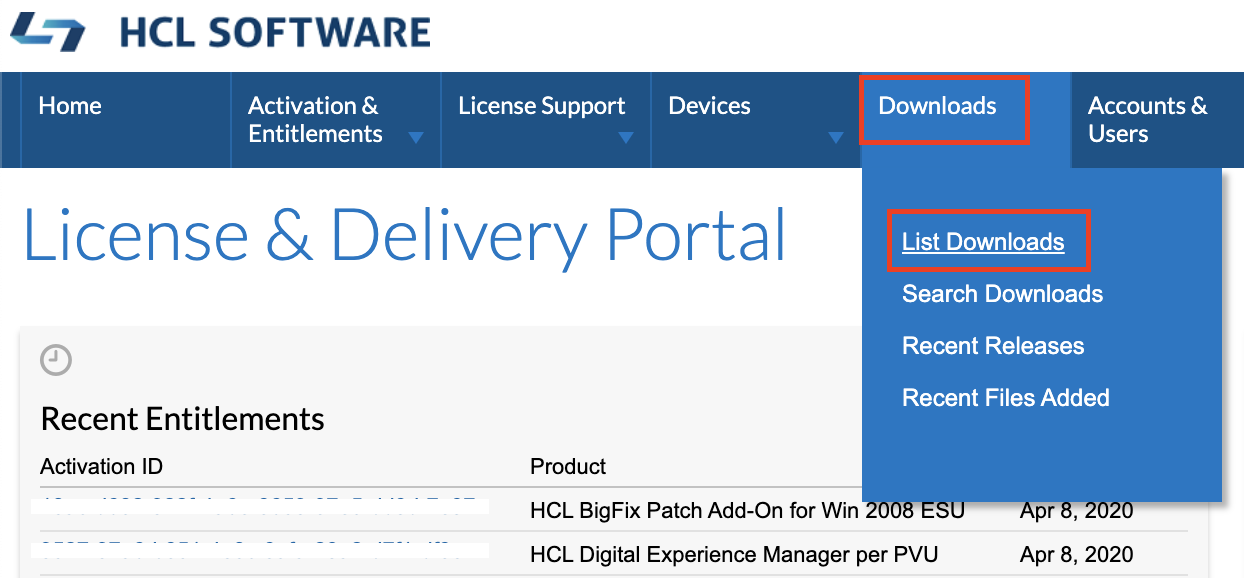 HCL SOFTWARE
Home
Activation &
Entitlements
License Support
Devices
Downloads
Accounts &
Users
License & Delivery Portal
List Downloads
Search Downloads
Recent Releases
Recent Files Added
Recent Entitlements
Activation ID Product
HCL BigFix Patch Add-On for Win 2008 ESU Apr 8, 2020
HCL Digital Experience Manager per PVU Apr 8, 2020